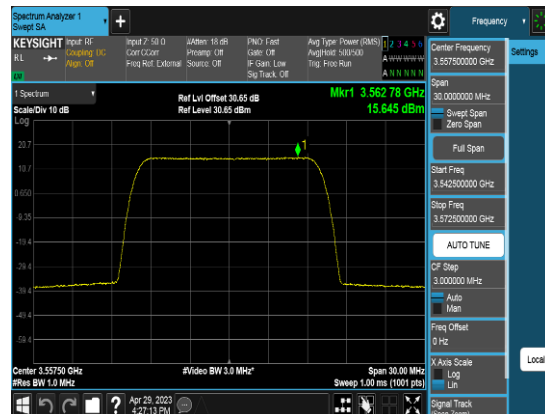 Spectrum Analyzer 1
Swept SA
+
Frequency
KEYSIGHT
RL
Input: RF
Coupling: DC
Align: Off
Input Z: 50 Ω
Corr CCorr
Freq Ref: External
#Atten: 18 dB
Preamp: Off
Source: Off
PNO: Fast
Gate: Off
IF Gain: Low
Sig Track: Off
Avg Type: Power (RMS)
Avg|Hold: 500/500
Trig: Free Run
1 2 3 4 5 6
A W W W W W
A N N N N N
1 Spectrum
Scale/Div 10 dB
Log
Ref Lvl Offset 30.65 dB
Ref Level 30.65 dBm
Mkr1 3.562 78 GHz
15.645 dBm
1
20.7
10.7
0.650
-9.35
-19.4
-29.4
-39.4
-49.4
-59.4
Center 3.55750 GHz
#Res BW 1.0 MHz
#Video BW 3.0 MHz*
Span 30.00 MHz
Sweep 1.00 ms (1001 pts)
Apr 29, 2023
4:27:13 PM
Center Frequency
3.557500000 GHz
Span
30.0000000 MHz
Swept Span
Zero Span
Full Span
Start Freq
3.542500000 GHz
Stop Freq
3.572500000 GHz
AUTO TUNE
CF Step
3.000000 MHz
Auto
Man
Freq Offset
0 Hz
X Axis Scale
Log
Lin
Signal Track
(Span Zoom)
Settings
Local